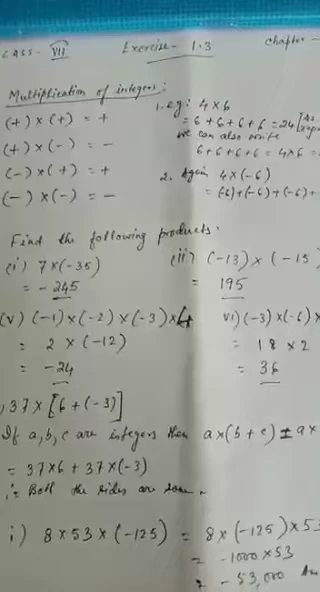 CLASS - VII Exercise - 1.3 Chapter -
Multiplication of integers:
(+) x (+) = +
(+) x (-) = -
(-) x (+) = +
(-) x (-) = -
1. eg: 4 x 6
= 6 + 6 + 6 + 6 = 24
we can also write
6 + 6 + 6 + 6 = 4 x 6 =
2. Again 4 x (-6)
= (-6) + (-6) + (-6) +
Find the following products.
(i) 7 x (-35)
= - 245
(ii) (-13) x (-15
= 195
(v) (-1) x (-2) x (-3) x 4
= 2 x (-12)
= -24
vi) (-3) x (-6) x
= 18 x 2
= 36
) 37 x [6 + (-3)]
If a, b, c are integers then a x (b + c) = a x
= 37 x 6 + 37 x (-3)
Both the sides are same
i) 8 x 53 x (-125) = 8 x (-125) x 53
= -1000 x 53
= - 53,000 An